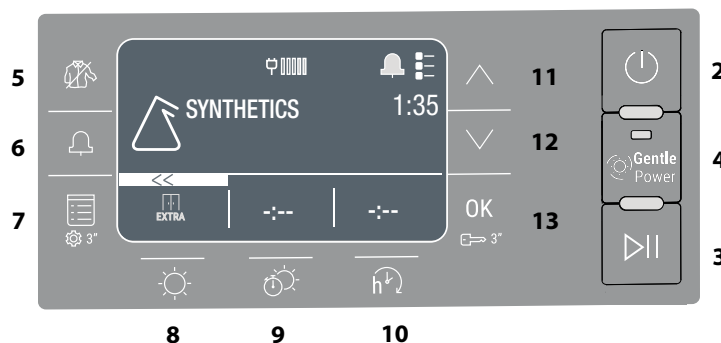 5
6
7
SYNTHETICS 1:35
<<
EXTRA -:-- -:--
OK
3"
3"
h
8
9
10
11
12
13
Gentle
Power
2
4
3